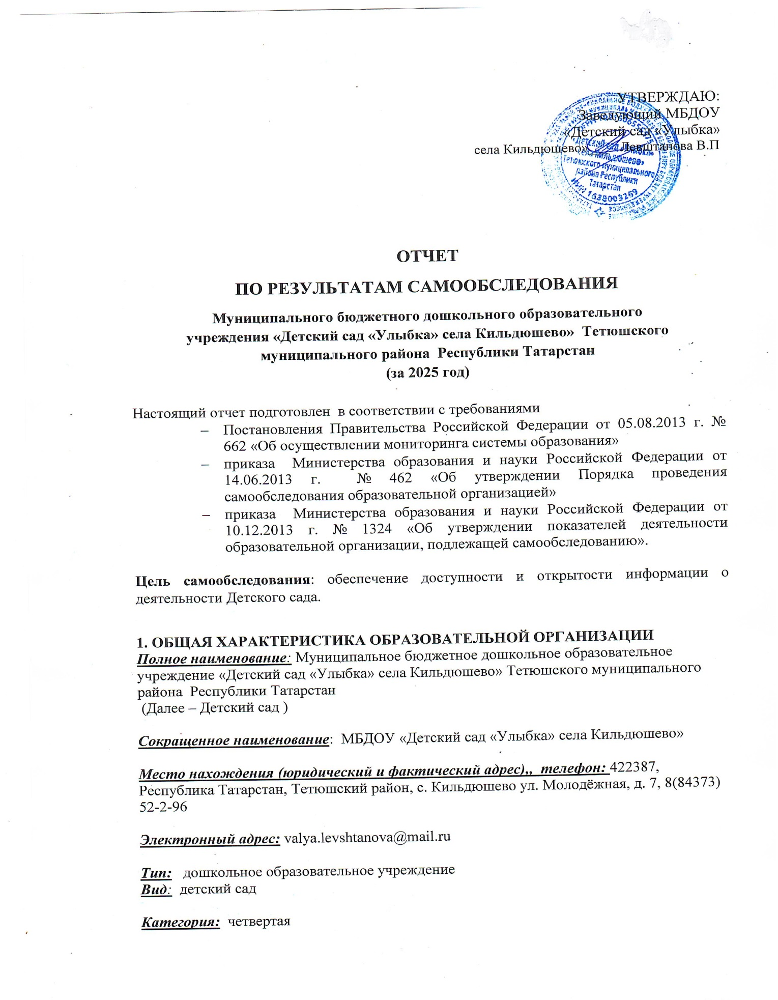 УТВЕРЖДАЮ:
Заведующий МБДОУ
«Детский сад «Улыбка»
села Кильдюшево» Левштанова В.П
«Детский сад «Улыбка»
села Кильдюшево»
Тетюшского муниципального
района Республики
Татарстан
ИНН 1638003269
ОТЧЕТ
ПО РЕЗУЛЬТАТАМ САМООБСЛЕДОВАНИЯ
Муниципального бюджетного дошкольного образовательного
учреждения «Детский сад «Улыбка» села Кильдюшево»  Тетюшского
муниципального района  Республики Татарстан
(за 2025 год)
Настоящий отчет подготовлен  в соответствии с требованиями
– Постановления Правительства Российской Федерации от 05.08.2013 г. №
662 «Об осуществлении мониторинга системы образования»
– приказа  Министерства образования и науки Российской Федерации от
14.06.2013 г.  № 462 «Об утверждении Порядка проведения
самообследования образовательной организацией»
– приказа  Министерства образования и науки Российской Федерации от
10.12.2013 г. № 1324 «Об утверждении показателей деятельности
образовательной организации, подлежащей самообследованию».
Цель самообследования: обеспечение доступности и открытости информации о
деятельности Детского сада.
1. ОБЩАЯ ХАРАКТЕРИСТИКА ОБРАЗОВАТЕЛЬНОЙ ОРГАНИЗАЦИИ
Полное наименование: Муниципальное бюджетное дошкольное образовательное
учреждение «Детский сад «Улыбка» села Кильдюшево» Тетюшского муниципального
района  Республики Татарстан
(Далее – Детский сад )
Сокращенное наименование:  МБДОУ «Детский сад «Улыбка» села Кильдюшево»
Место нахождения (юридический и фактический адрес),,  телефон: 422387,
Республика Татарстан, Тетюшский район, с. Кильдюшево ул. Молодёжная, д. 7, 8(84373)
52-2-96
Электронный адрес: valya.levshtanova@mail.ru
Тип:   дошкольное образовательное учреждение
Вид:  детский сад
Категория:  четвертая